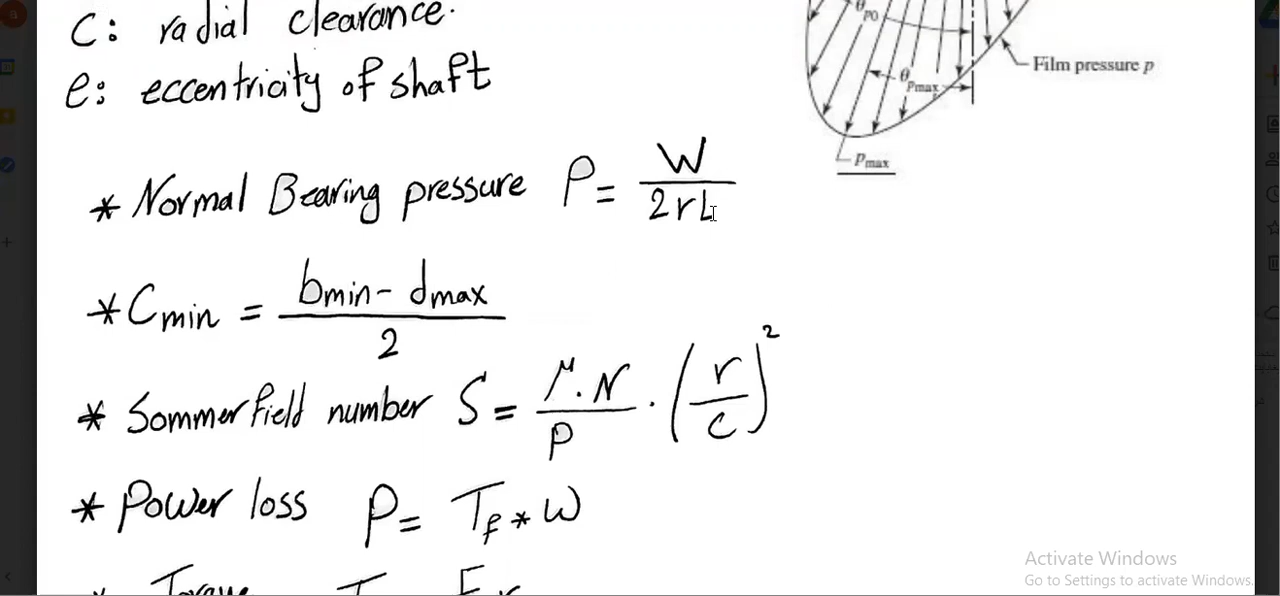 C: radial clearance.
e: eccentricity of shaft
θP0
θPmax
Film pressure p
Pmax
* Normal Bearing pressure P = W / 2rL
* Cmin = bmin - dmax / 2
* Sommerfield number S = μ.N / P . (r / c)²
* Power loss P = Tf * ω
Activate Windows
Go to Settings to activate Windows.